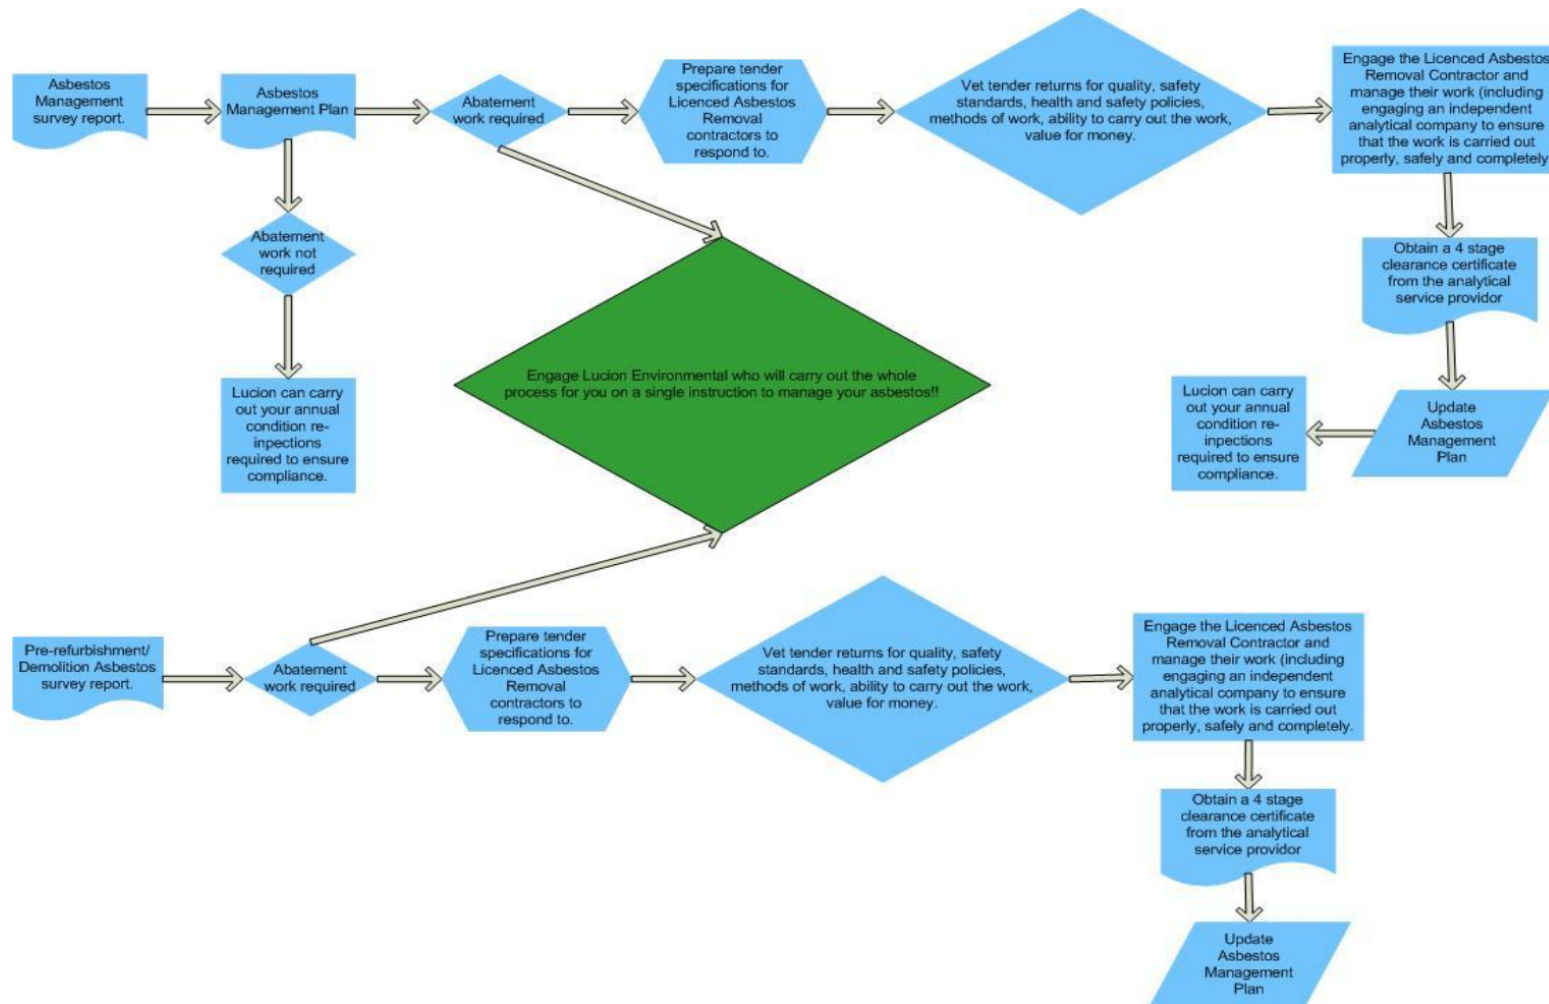 Asbestos
Management
survey report.
Asbestos
Management Plan
Abatement
work required
Prepare tender
specifications for
Licenced Asbestos
Removal
contractors to
respond to.
Vet tender returns for quality, safety
standards, health and safety policies,
methods of work, ability to carry out the work,
value for money.
Engage the Licenced Asbestos
Removal Contractor and
manage their work (including
engaging an independent
analytical company to ensure
that the work is carried out
properly, safely and completely
Abatement
work not
required
Obtain a 4 stage
clearance certificate
from the analytical
service providor
Lucion can carry
out your annual
condition re-
inpections
required to ensure
compliance.
Engage Lucion Environmental who will carry out the whole
process for you on a single instruction to manage your asbestos!!
Lucion can carry
out your annual
condition re-
inpections
required to ensure
compliance.
Update
Asbestos
Management
Plan
Pre-refurbishment/
Demolition Asbestos
survey report.
Abatement
work required
Prepare tender
specifications for
Licenced Asbestos
Removal
contractors to
respond to.
Vet tender returns for quality, safety
standards, health and safety policies,
methods of work, ability to carry out the work,
value for money.
Engage the Licenced Asbestos
Removal Contractor and
manage their work (including
engaging an independent
analytical company to ensure
that the work is carried out
properly, safely and completely.
Obtain a 4 stage
clearance certificate
from the analytical
service providor
Update
Asbestos
Management
Plan